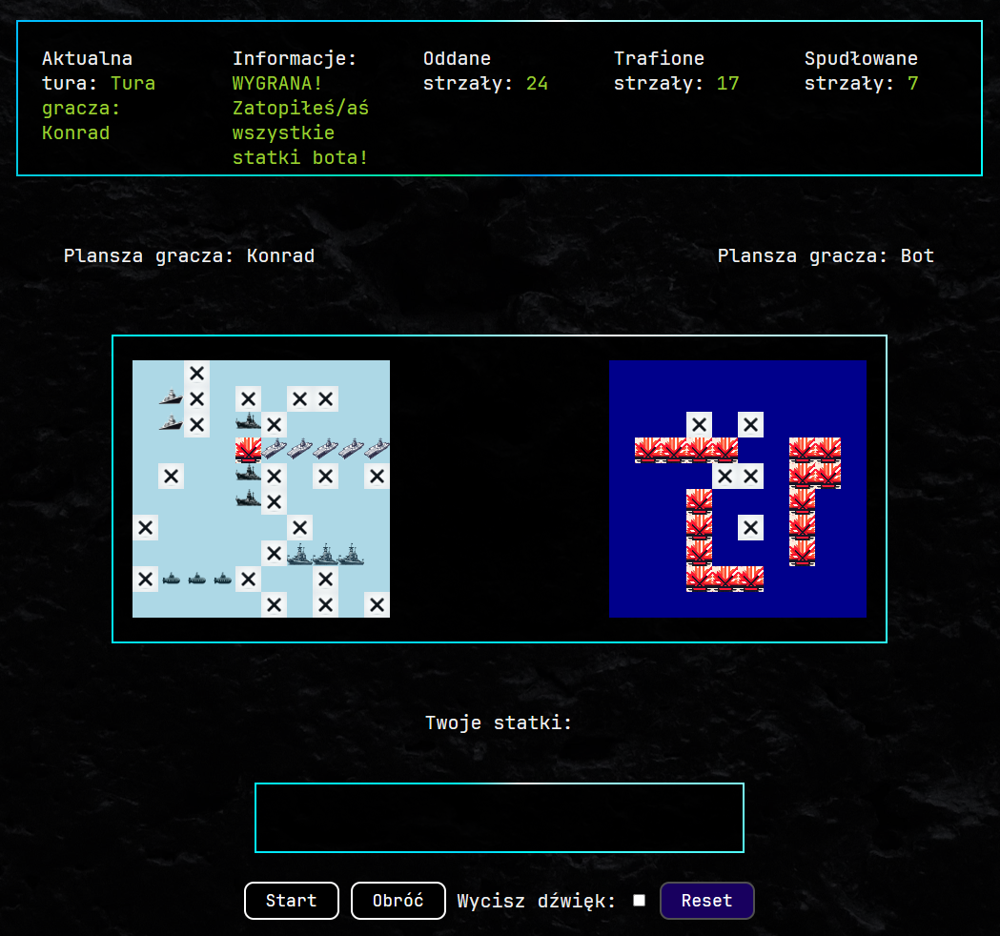 Aktualna
tura: Tura
gracza:
Konrad
Informacje:
WYGRANA!
Zatopiłeś/aś
wszystkie
statki bota!
Oddane
strzały: 24
Trafione
strzały: 17
Spudłowane
strzały: 7
Plansza gracza: Konrad
Plansza gracza: Bot
Twoje statki:
Start
Obróć
Wycisz dźwięk:
Reset